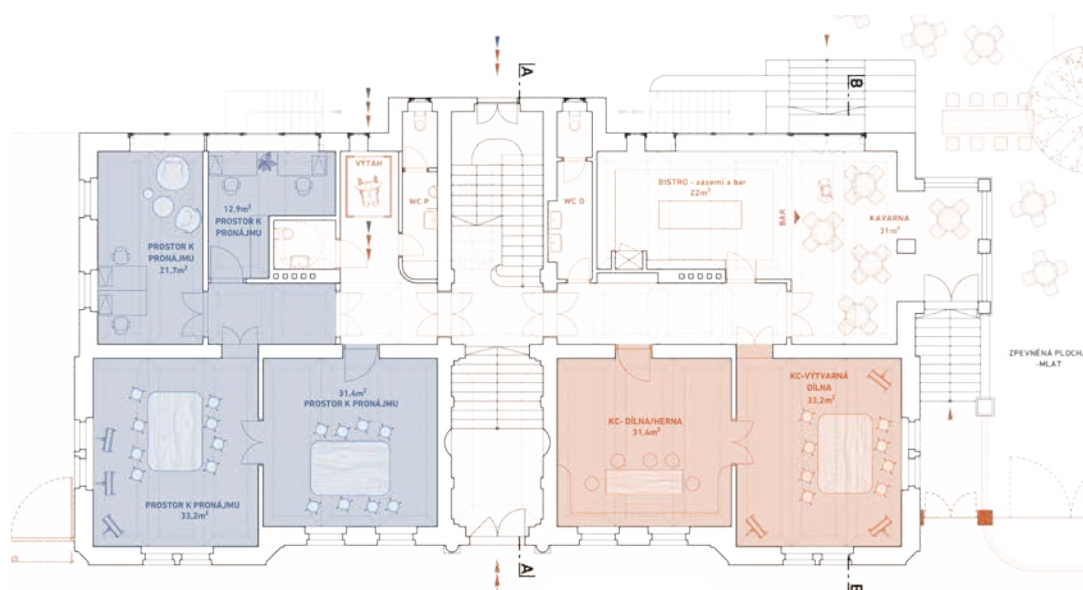 A
B
VÝTAH
WC P
WC D
BISTRO - zázemí a bar
22m²
BAR
KAVÁRNA
31m²
12,9m²
PROSTOR K
PRONÁJMU
PROSTOR K
PRONÁJMU
21,7m²
ZPEVNĚNÁ PLOCHA
-MLAT
31,4m²
PROSTOR K PRONÁJMU
KC- DÍLNA/HERNA
31,4m²
KC-VÝTVARNÁ
DÍLNA
33,2m²
PROSTOR K PRONÁJMU
33,2m²
A